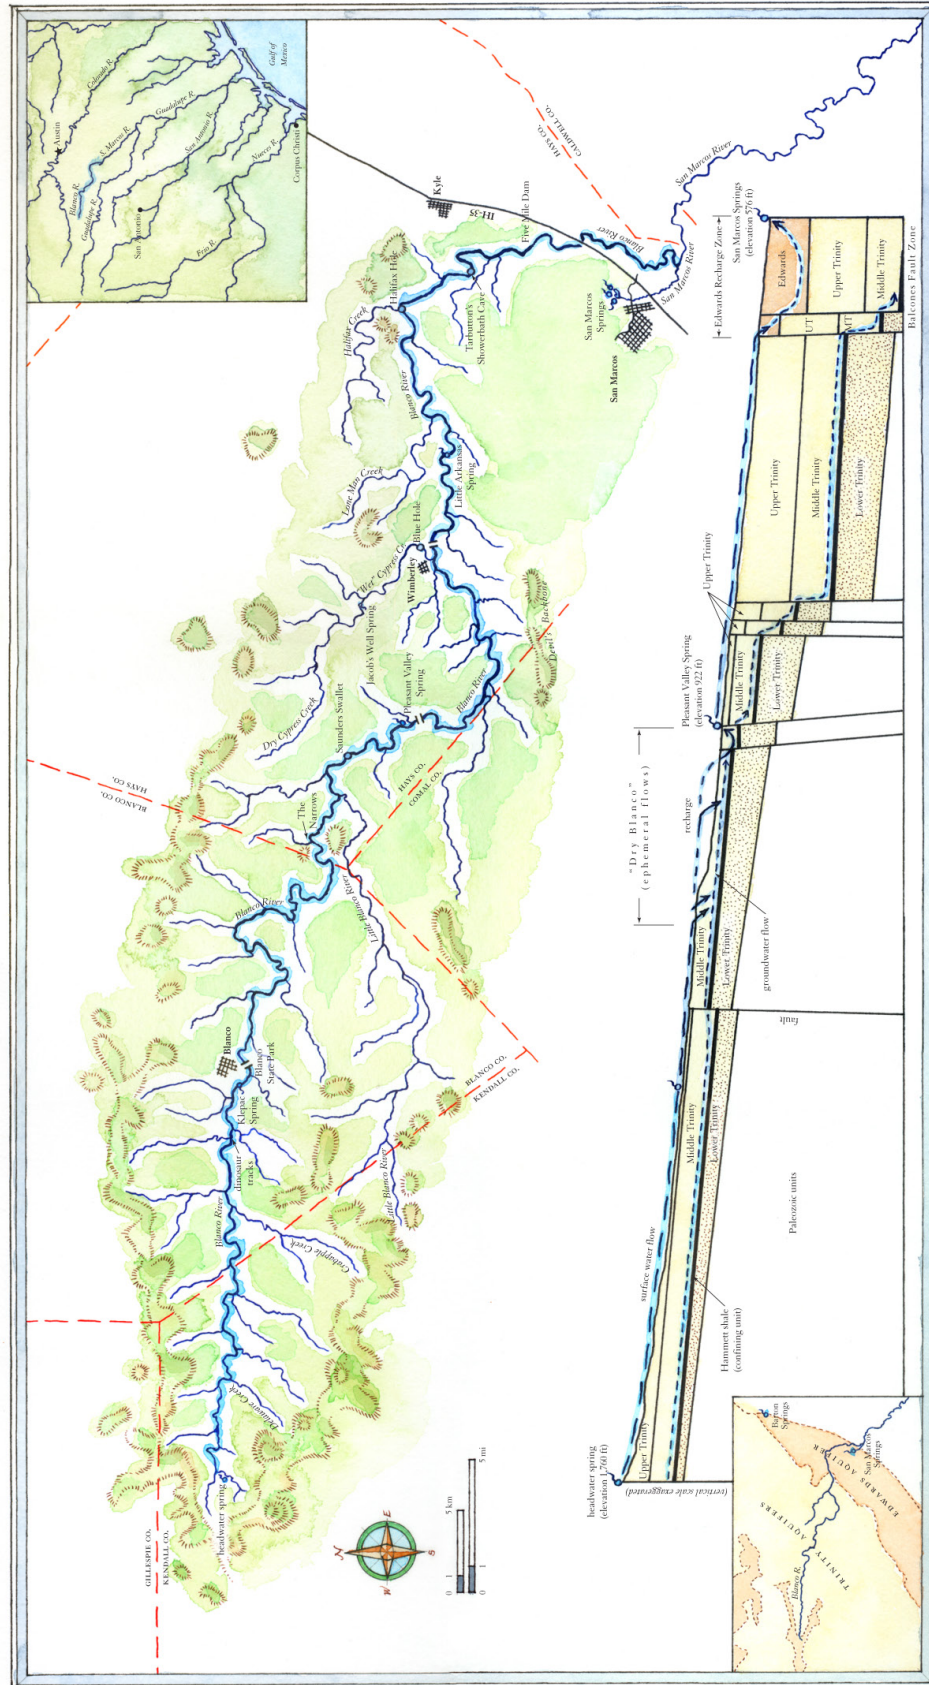 Colorado R.
Austin
Blanco R.
S. Marcos R.
Guadalupe R.
Guadalupe R.
San Antonio R.
San Antonio
Frio R.
Nueces R.
Corpus Christi
Gulf of
Mexico
GILLESPIE CO.
KENDALL CO.
headwater spring
Delaware Creek
Blanco River
Crabapple Creek
dinosaur
tracks
Klepac
Spring
Blanco
Blanco
State Park
Little Blanco River
BLANCO CO.
KENDALL CO.
Blanco River
Little Blanco River
The
Narrows
BLANCO CO.
HAYS CO.
HAYS CO.
COMAL CO.
Saunders Swallet
Dry Cypress Creek
Jacob's Well Spring
Pleasant Valley
Spring
Blanco River
Devil's Backbone
"Wet" Cypress Cr.
Wimberley
Blue Hole
Lone Man Creek
Little Arkansas
Spring
Blanco River
Halifax Creek
Halifax Hole
Tarbutton's
Showerbath Cave
Five Mile Dam
Kyle
IH-35
Blanco River
San Marcos
Springs
San Marcos
San Marcos River
San Marcos River
HAYS CO.
CALDWELL CO.
N
E
S
W
5 km
0 1
0 1
5 mi
headwater spring
(elevation 1,760 ft)
(vertical scale exaggerated)
Upper Trinity
surface water flow
Middle Trinity
Lower Trinity
Hammett shale
(confining unit)
Paleozoic units
fault
Middle Trinity
Lower Trinity
groundwater flow
"Dry Blanco"
(ephemeral flows)
recharge
Pleasant Valley Spring
(elevation 922 ft)
Middle Trinity
Lower Trinity
Upper Trinity
Upper Trinity
Middle Trinity
Lower Trinity
Edwards Recharge Zone
San Marcos Springs
(elevation 576 ft)
UT
MT
Edwards
Upper Trinity
Middle Trinity
Balcones Fault Zone
Blanco R.
TRINITY AQUIFERS
EDWARDS AQUIFER
Barton
Springs
San Marcos
Springs